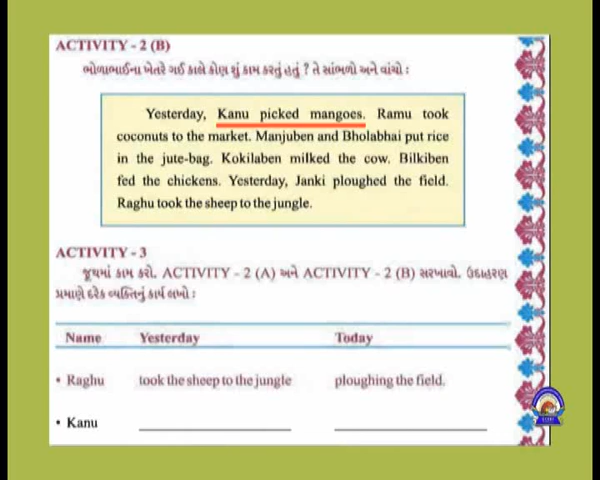 ACTIVITY - 2 (B)
ભોળાભાઈના ખેતરે ગઈ કાલે કોણ શું કામ કરતું હતું ? તે સાંભળો અને વાંચો :
Yesterday, Kanu picked mangoes. Ramu took
coconuts to the market. Manjuben and Bholabhai put rice
in the jute-bag. Kokilaben milked the cow. Bilkiben
fed the chickens. Yesterday, Janki ploughed the field.
Raghu took the sheep to the jungle.
ACTIVITY - 3
જૂથમાં કામ કરો. ACTIVITY - 2 (A) અને ACTIVITY - 2 (B) સરખાવો. ઉદાહરણ
પ્રમાણે દરેક વ્યક્તિનું કાર્ય લખો :
Name Yesterday Today
• Raghu took the sheep to the jungle ploughing the field.
• Kanu